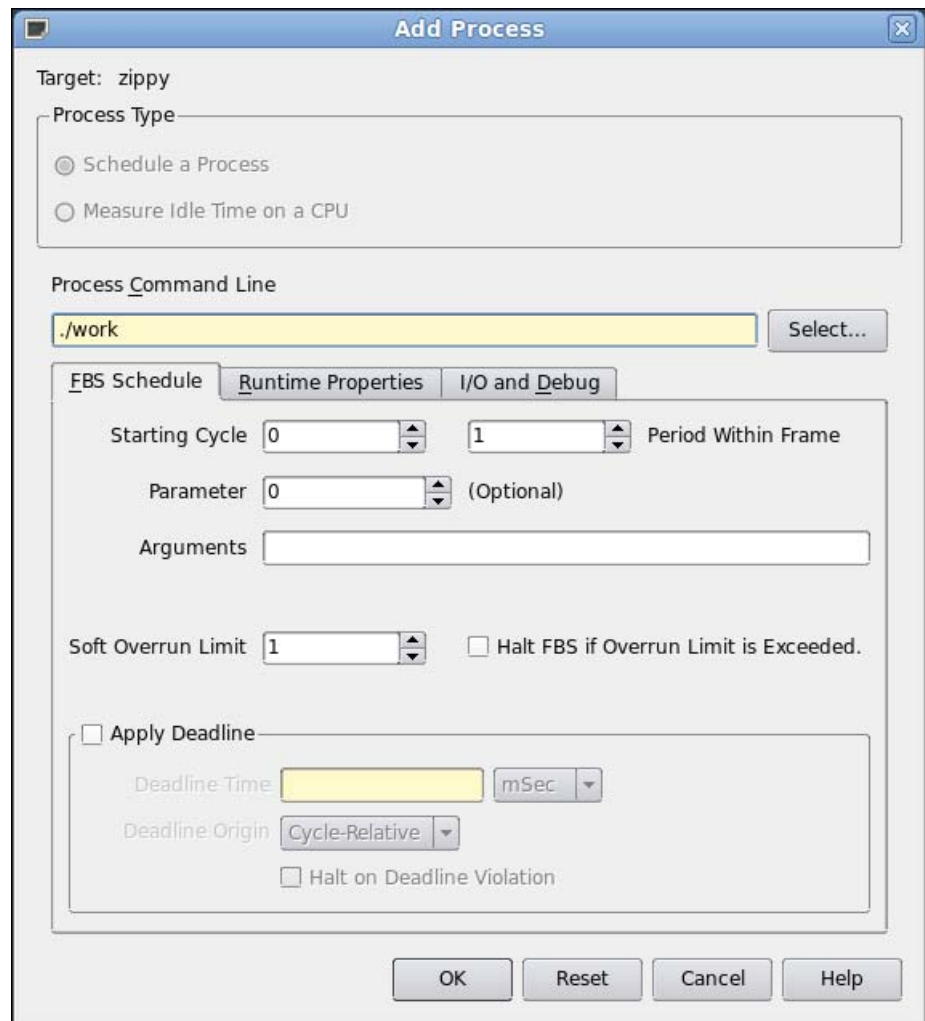 Add Process
Target: zippy
Process Type
Schedule a Process
Measure Idle Time on a CPU
Process Command Line
./work
Select...
FBS Schedule
Runtime Properties
I/O and Debug
Starting Cycle 0 1 Period Within Frame
Parameter 0 (Optional)
Arguments
Soft Overrun Limit 1 Halt FBS if Overrun Limit is Exceeded.
Apply Deadline
Deadline Time mSec
Deadline Origin Cycle-Relative
Halt on Deadline Violation
OK Reset Cancel Help